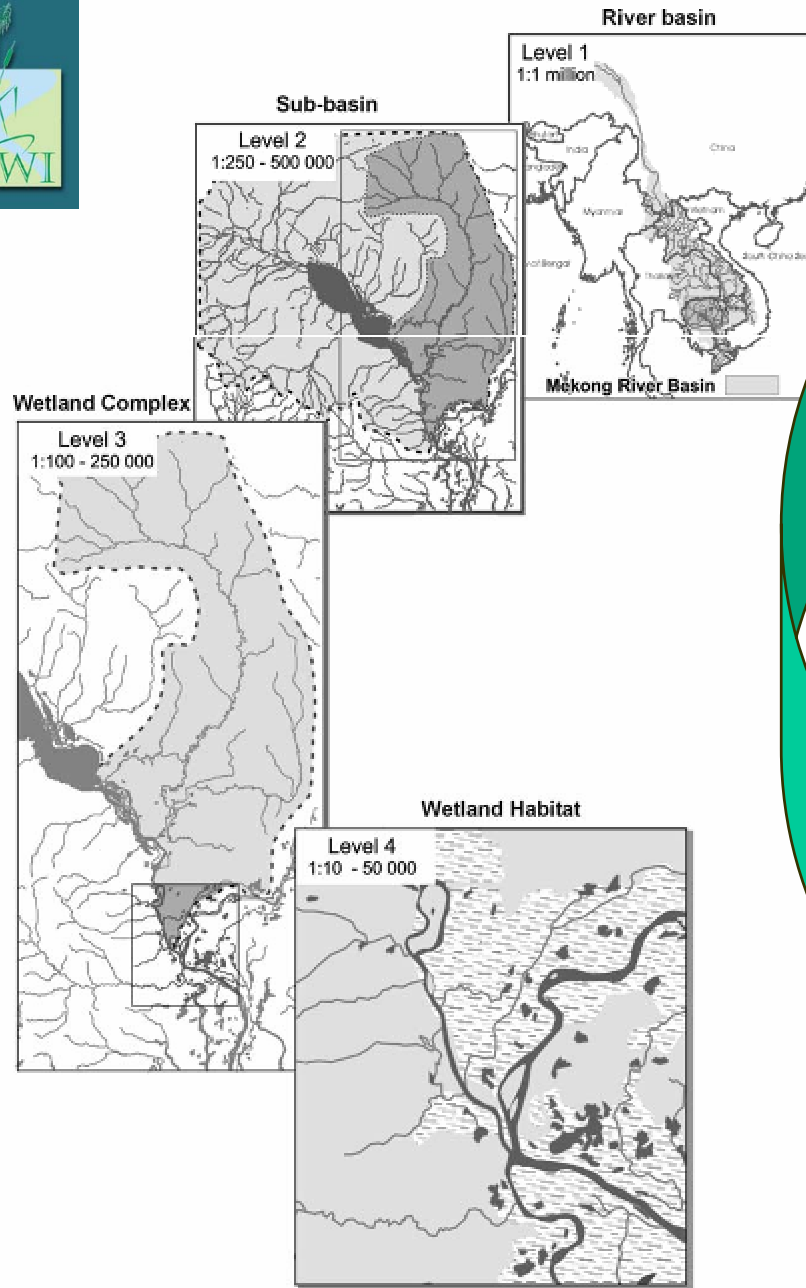 WI
River basin
Level 1
1:1 million
India
China
Myanmar
Vietnam
Mekong River Basin
Sub-basin
Level 2
1:250 - 500 000
Wetland Complex
Level 3
1:100 - 250 000
Wetland Habitat
Level 4
1:10 - 50 000